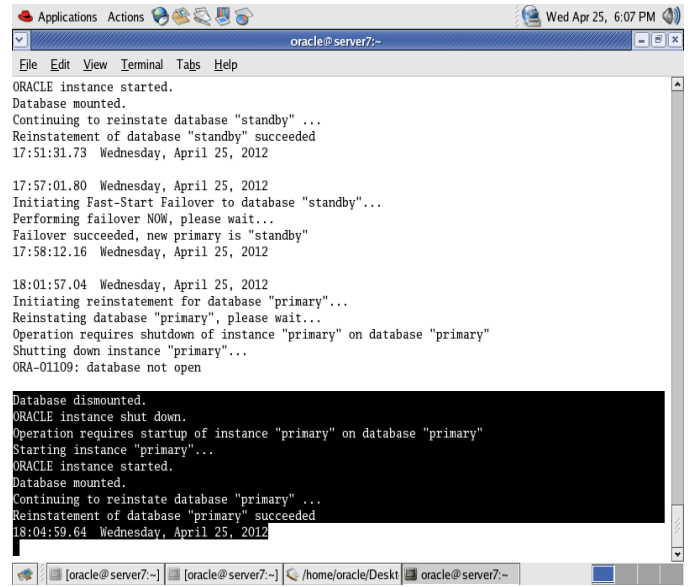 Applications Actions
Wed Apr 25, 6:07 PM
oracle@server7:~
File Edit View Terminal Tabs Help
ORACLE instance started.
Database mounted.
Continuing to reinstate database "standby" ...
Reinstatement of database "standby" succeeded
17:51:31.73 Wednesday, April 25, 2012
17:57:01.80 Wednesday, April 25, 2012
Initiating Fast-Start Failover to database "standby"...
Performing failover NOW, please wait...
Failover succeeded, new primary is "standby"
17:58:12.16 Wednesday, April 25, 2012
18:01:57.04 Wednesday, April 25, 2012
Initiating reinstatement for database "primary"...
Reinstating database "primary", please wait...
Operation requires shutdown of instance "primary" on database "primary"
Shutting down instance "primary"...
ORA-01109: database not open
Database dismounted.
ORACLE instance shut down.
Operation requires startup of instance "primary" on database "primary"
Starting instance "primary"...
ORACLE instance started.
Database mounted.
Continuing to reinstate database "primary" ...
Reinstatement of database "primary" succeeded
18:04:59.64 Wednesday, April 25, 2012
[oracle@server7:~] [oracle@server7:~] /home/oracle/Deskt oracle@server7:~